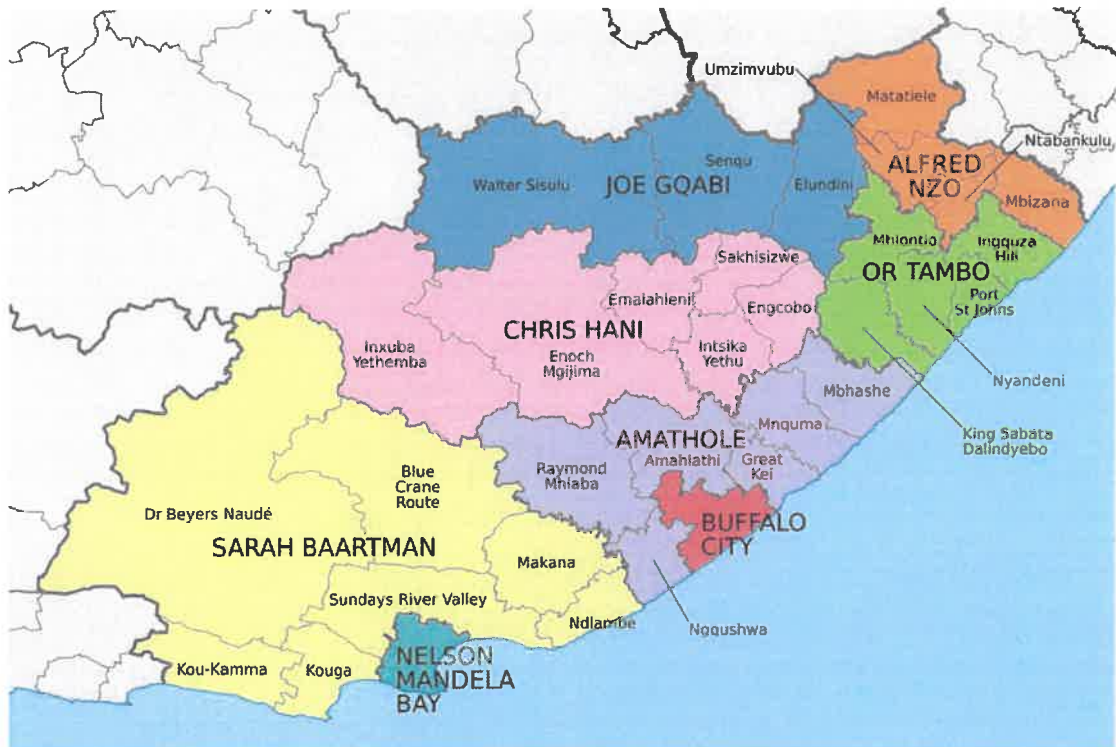 Umzimvubu
Matatiele
Ntabankulu
ALFRED
NZO
Mbizana
Walter Sisulu
Senqu
JOE GQABI
Elundini
Mhlontlo
Ingquza
Hill
OR TAMBO
Port
St Johns
Nyandeni
King Sabata
Dalindyebo
Sakhisizwe
Emalahleni
Engcobo
CHRIS HANI
Inxuba
Yethemba
Enoch
Mgijima
Intsika
Yethu
Mbhashe
Mnquma
AMATHOLE
Amahlathi
Great
Kei
Raymond
Mhlaba
BUFFALO
CITY
Ngqushwa
Blue
Crane
Route
Dr Beyers Naudé
SARAH BAARTMAN
Makana
Sundays River Valley
Ndlambe
Kou-Kamma
Kouga
NELSON
MANDELA
BAY